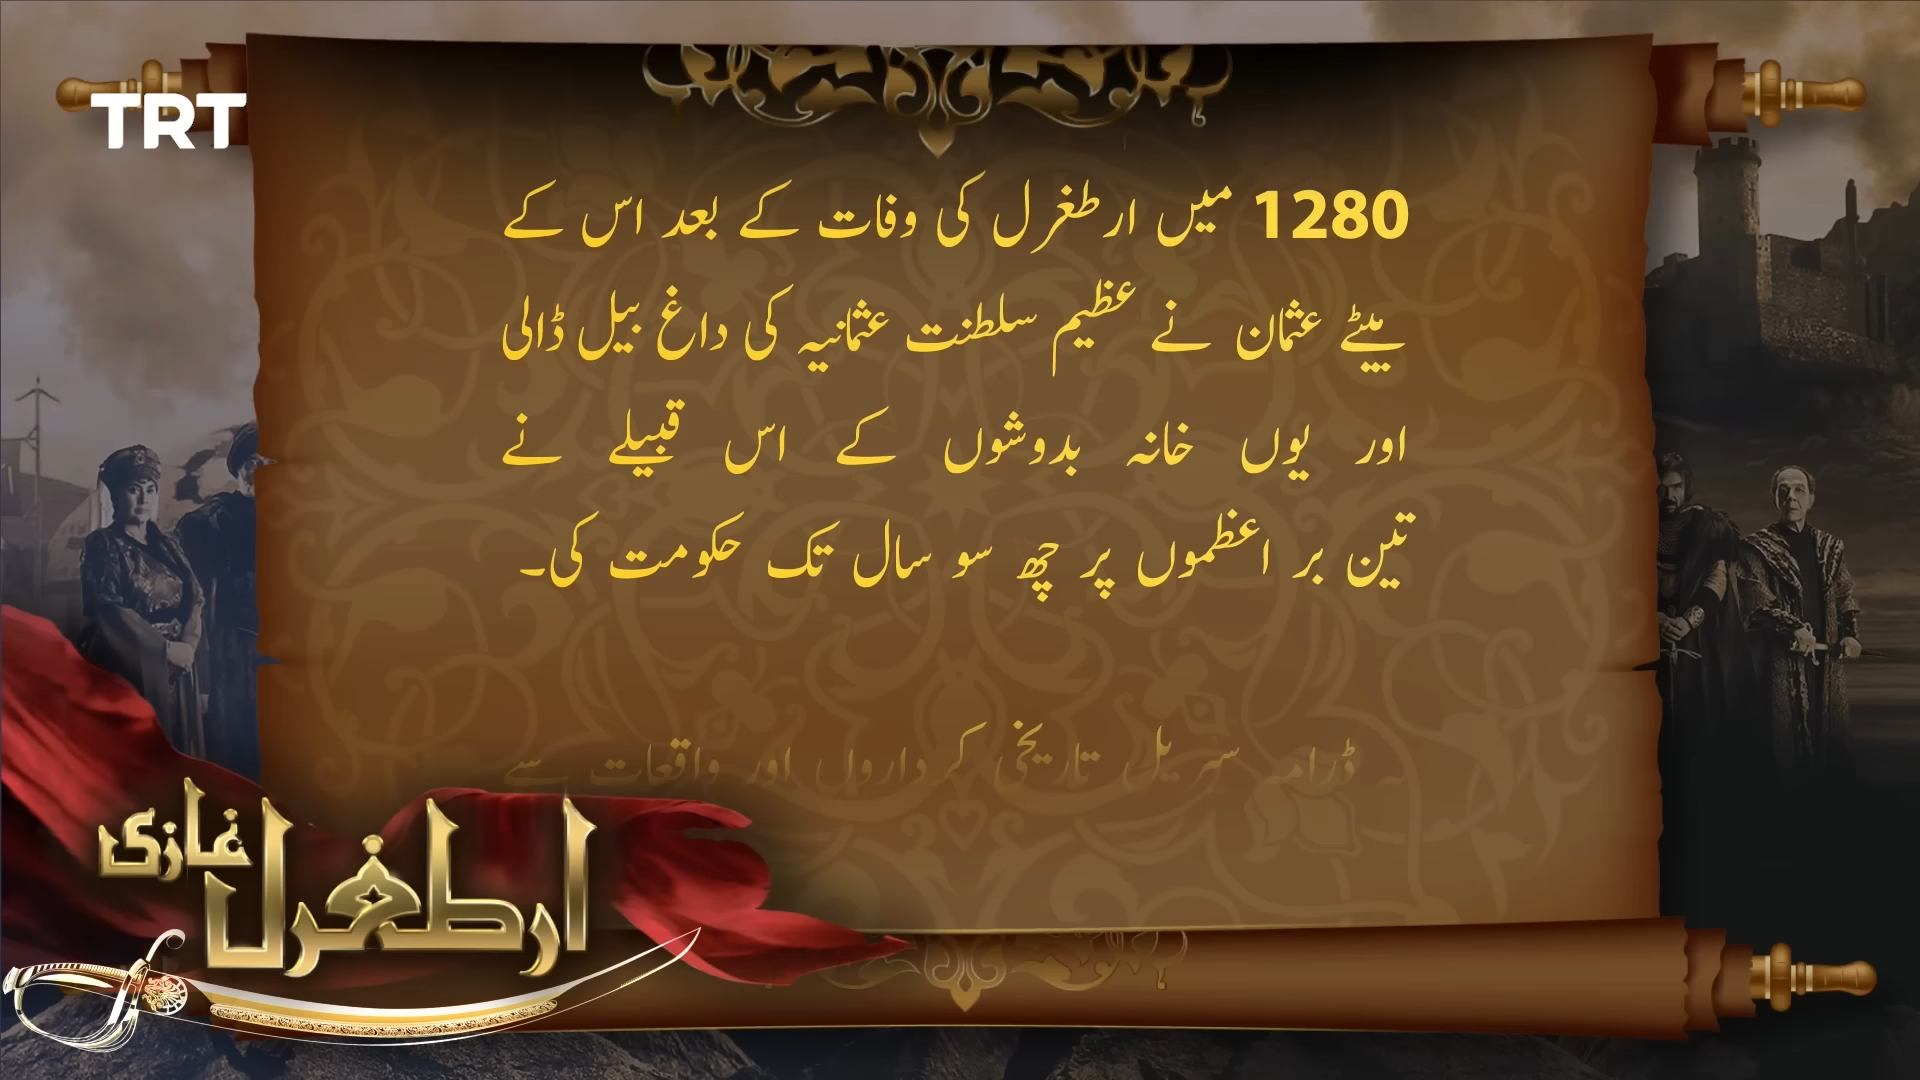 TRT
1280 میں ارطغرل کی وفات کے بعد اس کے
بیٹے عثمان نے عظیم سلطنت عثمانیہ کی داغ بیل ڈالی
اور یوں خانہ بدوشوں کے اس قبیلے نے
تین بر اعظموں پر چھ سو سال تک حکومت کی۔
ڈرامہ سریل تاریخی کرداروں اور واقعات سے
ارطغرل غازی